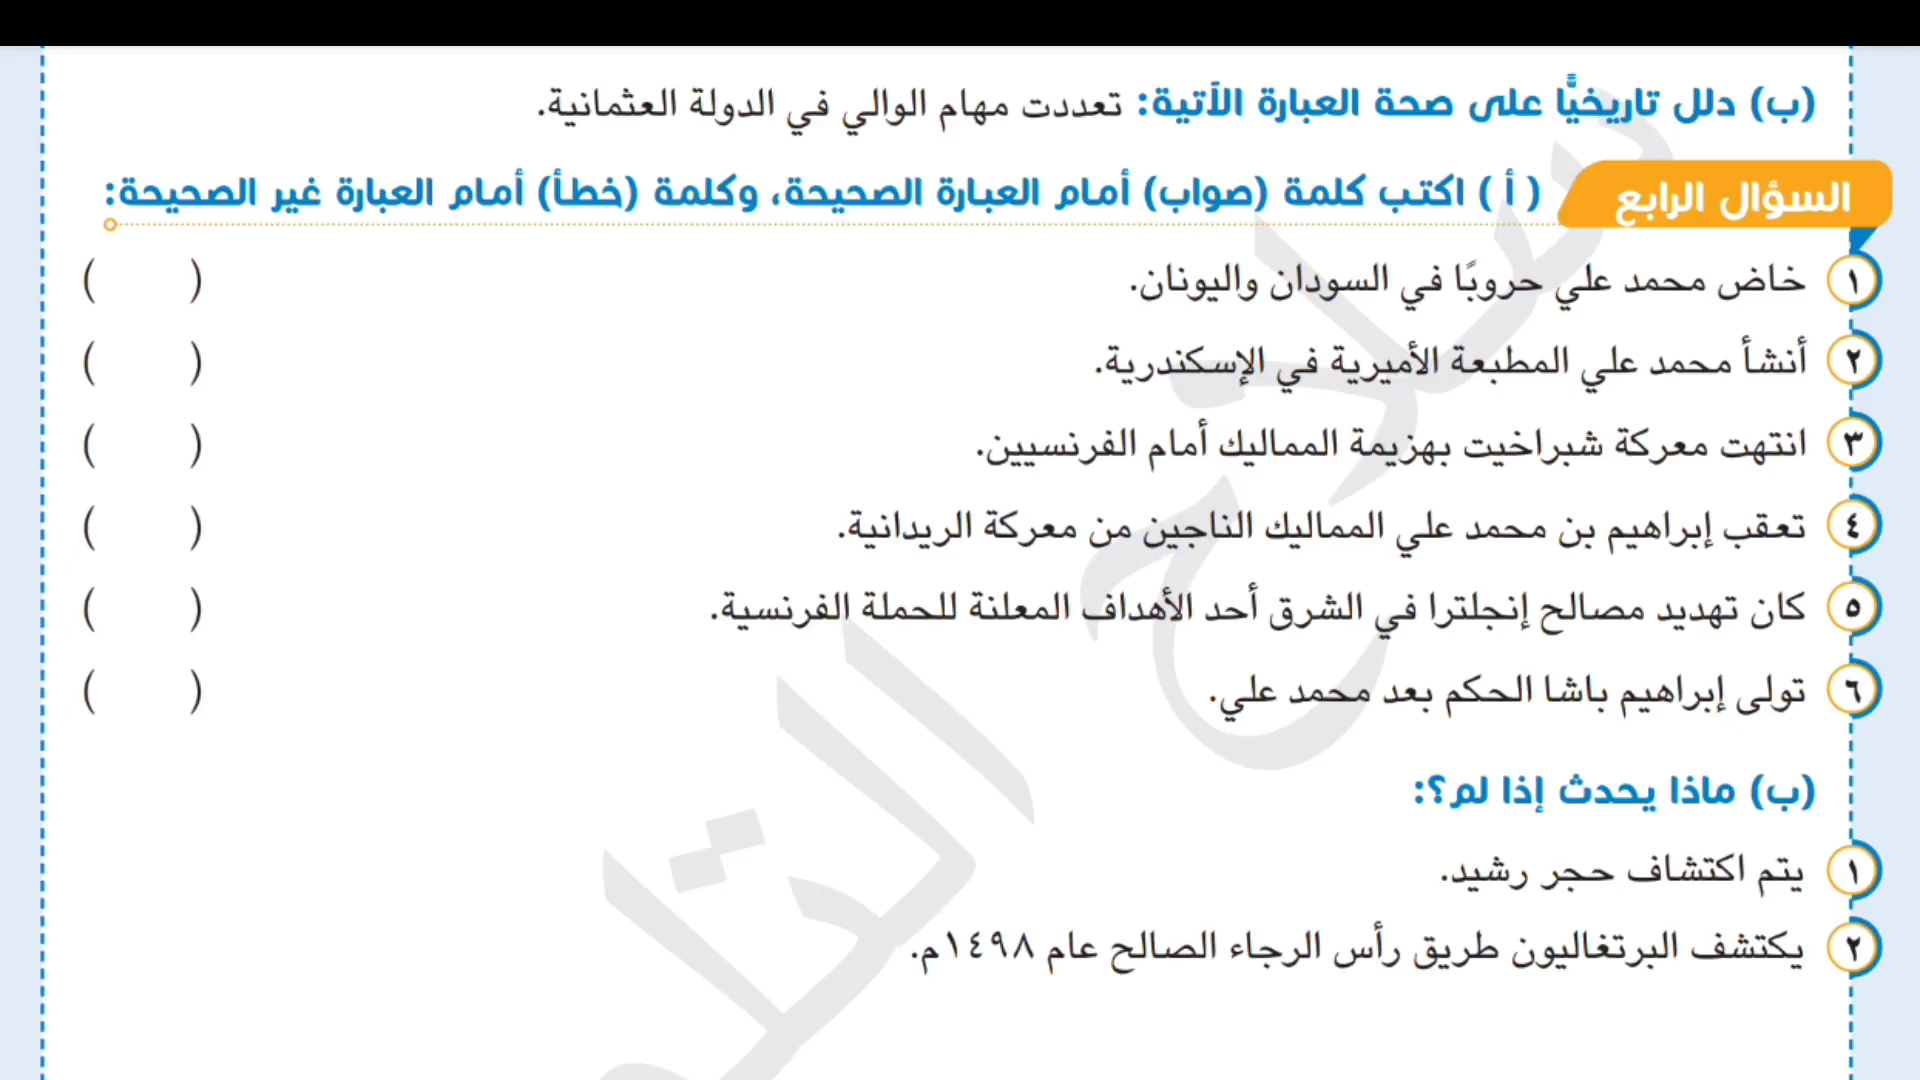 (ب) دلل تاريخيًّا على صحة العبارة الآتية: تعددت مهام الوالي في الدولة العثمانية.
السؤال الرابع (أ) اكتب كلمة (صواب) أمام العبارة الصحيحة، وكلمة (خطأ) أمام العبارة غير الصحيحة:
١ خاض محمد علي حروبًا في السودان واليونان. ( )
٢ أنشأ محمد علي المطبعة الأميرية في الإسكندرية. ( )
٣ انتهت معركة شبراخيت بهزيمة المماليك أمام الفرنسيين. ( )
٤ تعقب إبراهيم بن محمد علي المماليك الناجين من معركة الريدانية. ( )
٥ كان تهديد مصالح إنجلترا في الشرق أحد الأهداف المعلنة للحملة الفرنسية. ( )
٦ تولى إبراهيم باشا الحكم بعد محمد علي. ( )
(ب) ماذا يحدث إذا لم؟:
١ يتم اكتشاف حجر رشيد.
٢ يكتشف البرتغاليون طريق رأس الرجاء الصالح عام ١٤٩٨م.
سلاح